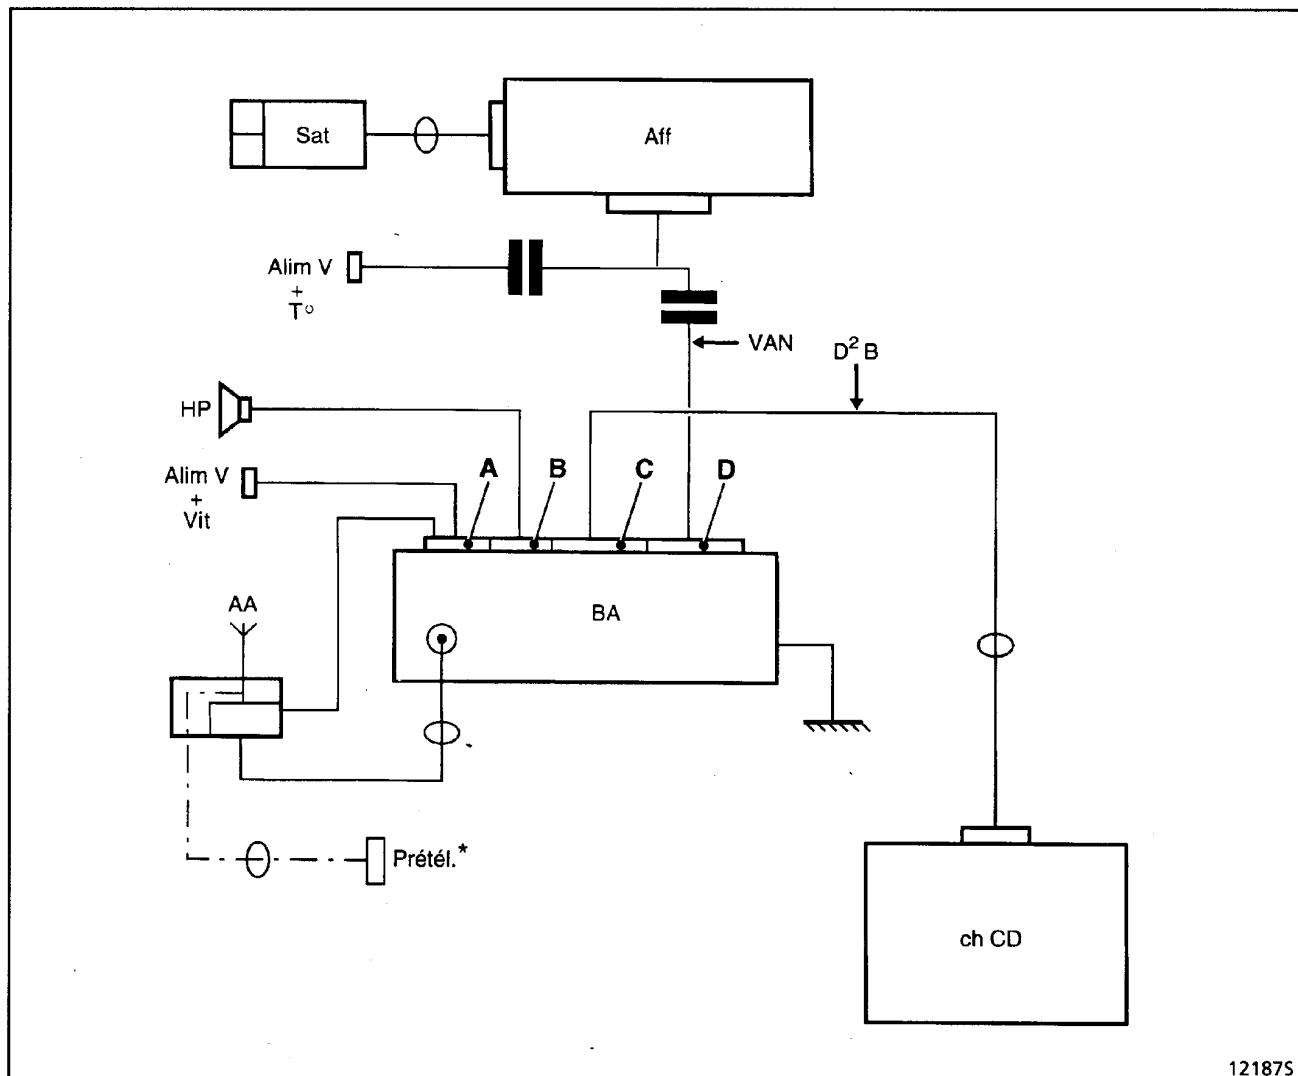 Sat
Aff
Alim V
+
T°
VAN
D² B
HP
Alim V
+
Vit
A
B
C
D
AA
BA
Prétél.*
ch CD
12187S